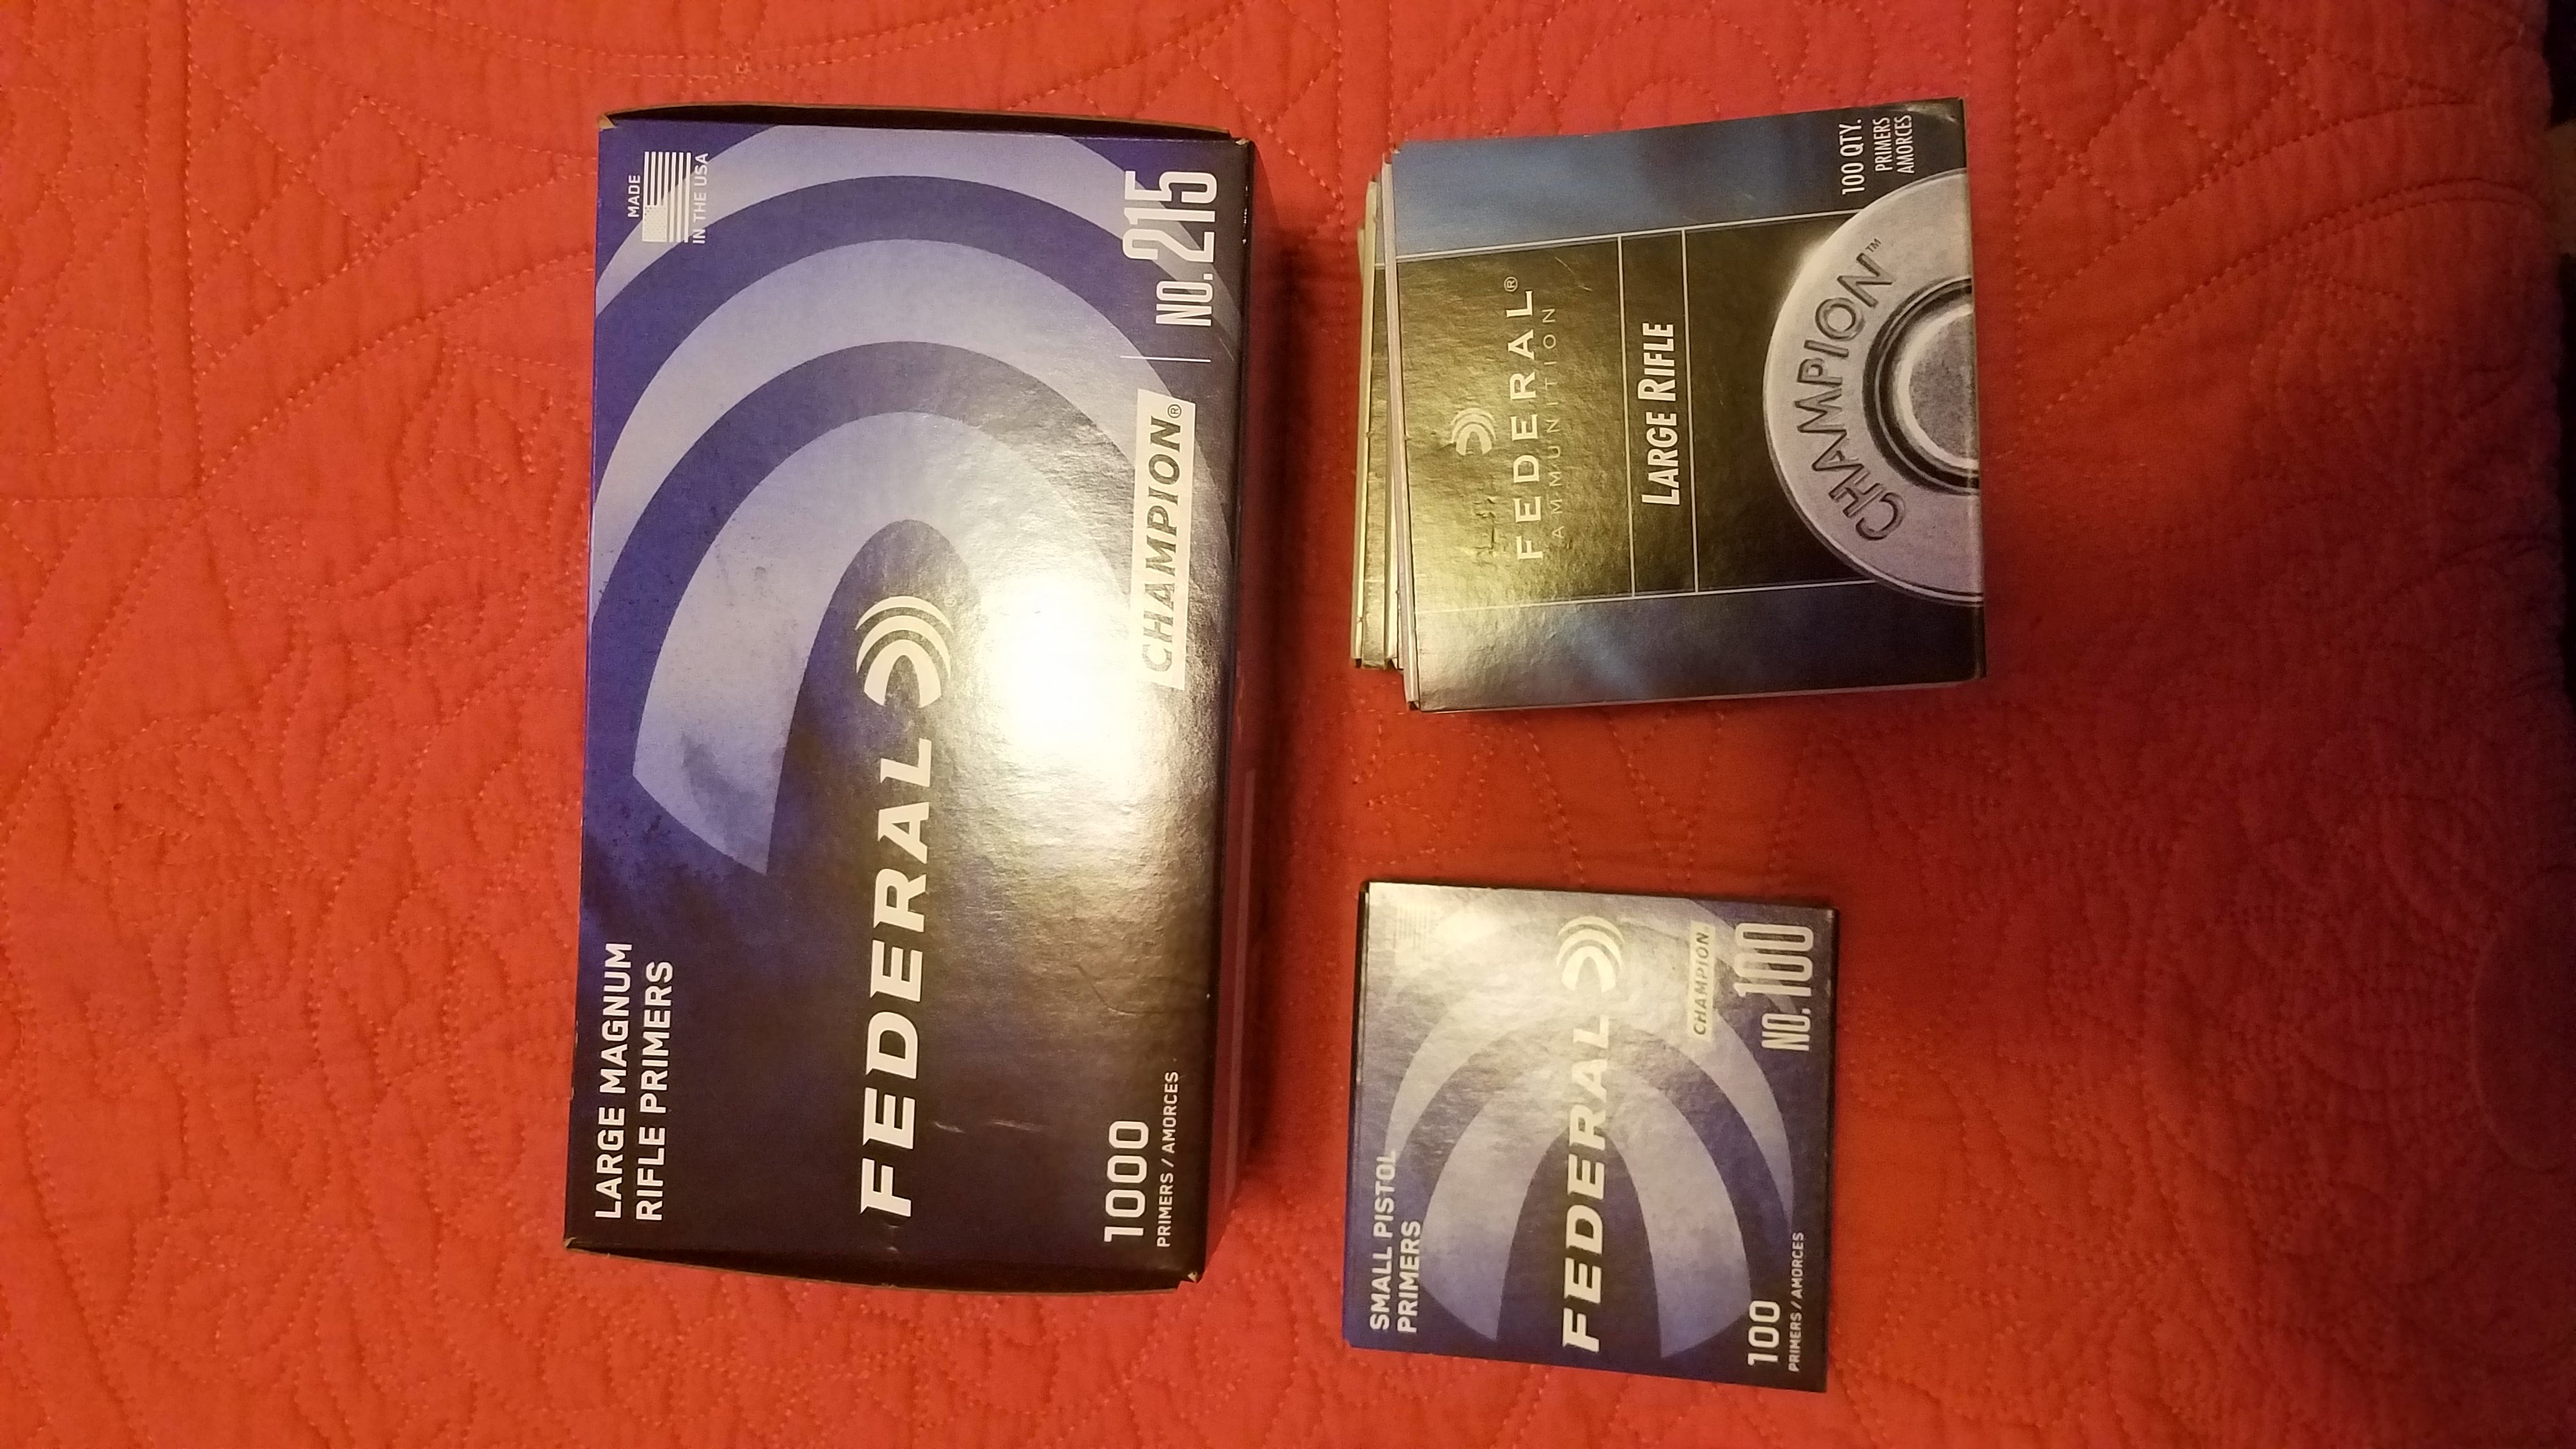 LARGE MAGNUM
RIFLE PRIMERS
MADE
IN THE USA
FEDERAL
1000
PRIMERS / AMORCES
CHAMPION®
NO. 215
SMALL PISTOL
PRIMERS
FEDERAL
CHAMPION
100
PRIMERS / AMORCES
NO. 100
FEDERAL®
AMMUNITION
LARGE RIFLE
CHAMPION™
100 QTY.
PRIMERS
AMORCES